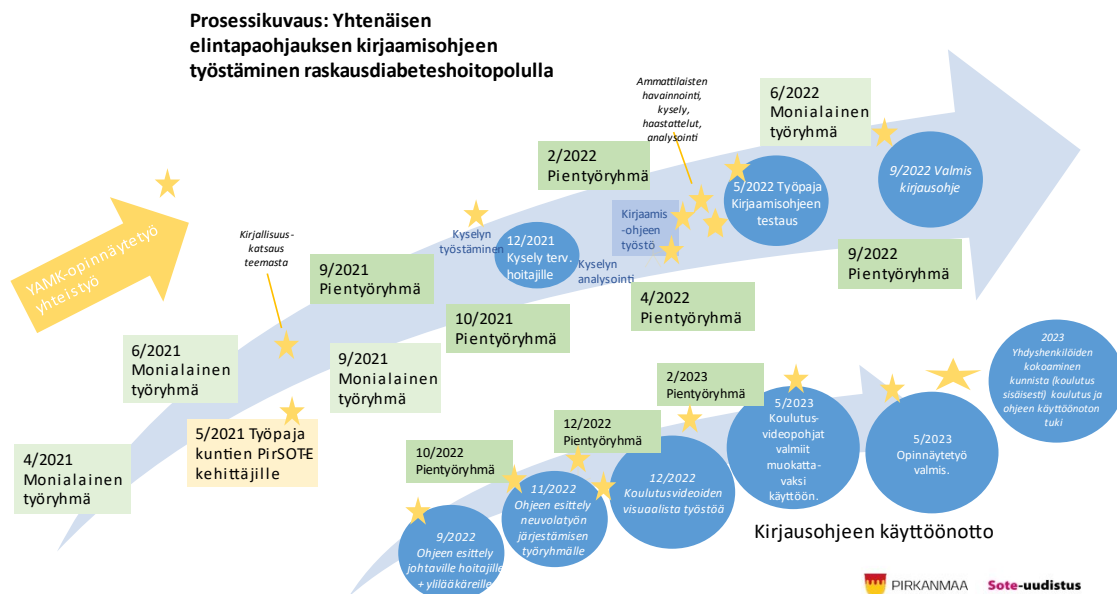 Prosessikuvaus: Yhtenäisen
elintapaohjauksen kirjaamisohjeen
työstäminen raskausdiabeteshoitopolulla
YAMK-opinnäytetyö
yhteistyö
4/2021
Monialainen
työryhmä
6/2021
Monialainen
työryhmä
5/2021 Työpaja
kuntien PirSOTE
kehittäjille
Kirjallisuus-
katsaus
teemasta
9/2021
Pientyöryhmä
9/2021
Monialainen
työryhmä
10/2021
Pientyöryhmä
Kyselyn
työstäminen
12/2021
Kysely terv.
hoitajille
Kyselyn
analysointi
2/2022
Pientyöryhmä
Kirjaamis
-ohjeen
työstö
Ammattilaisten
havainnointi,
kysely,
haastattelut,
analysointi
4/2022
Pientyöryhmä
5/2022 Työpaja
Kirjaamisohjeen
testaus
6/2022
Monialainen
työryhmä
9/2022 Valmis
kirjausohje
9/2022
Pientyöryhmä
9/2022
Ohjeen esittely
johtaville hoitajille
+ ylilääkäreille
10/2022
Pientyöryhmä
11/2022
Ohjeen esittely
neuvolatyön
järjestämisen
työryhmälle
12/2022
Pientyöryhmä
12/2022
Koulutusvideoiden
visuaalista työstöä
2/2023
Pientyöryhmä
5/2023
Koulutus-
videopohjat
valmiit
muokatta-
vaksi
käyttöön.
5/2023
Opinnäytetyö
valmis.
2023
Yhdyshenkilöiden
kokoaminen
kunnista (koulutus
sisäisesti) koulutus ja
ohjeen käyttöönoton
tuki
Kirjausohjeen käyttöönotto
PIRKANMAA
Sote-uudistus